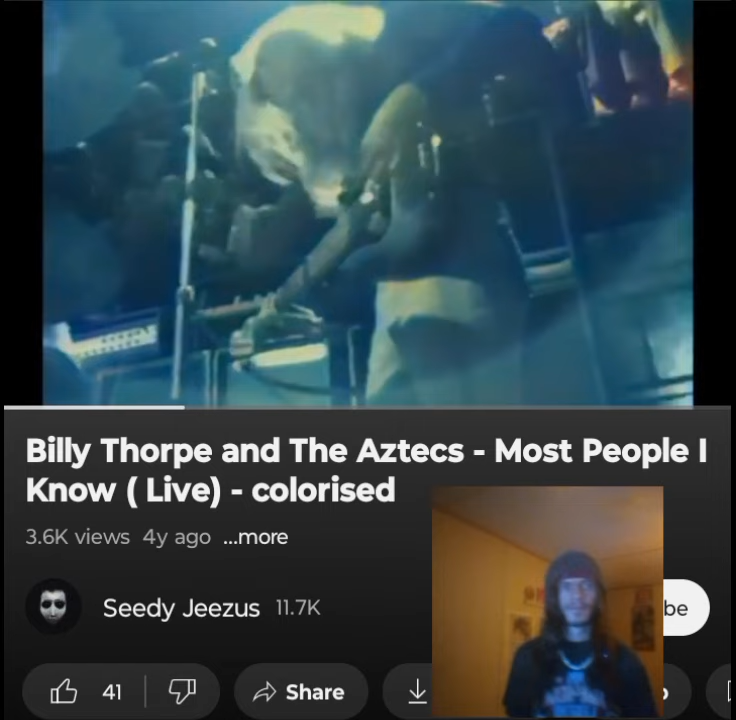 Billy Thorpe and The Aztecs - Most People I
Know ( Live) - colorised
3.6K views 4y ago ...more
Seedy Jeezus 11.7K
be
41 Share